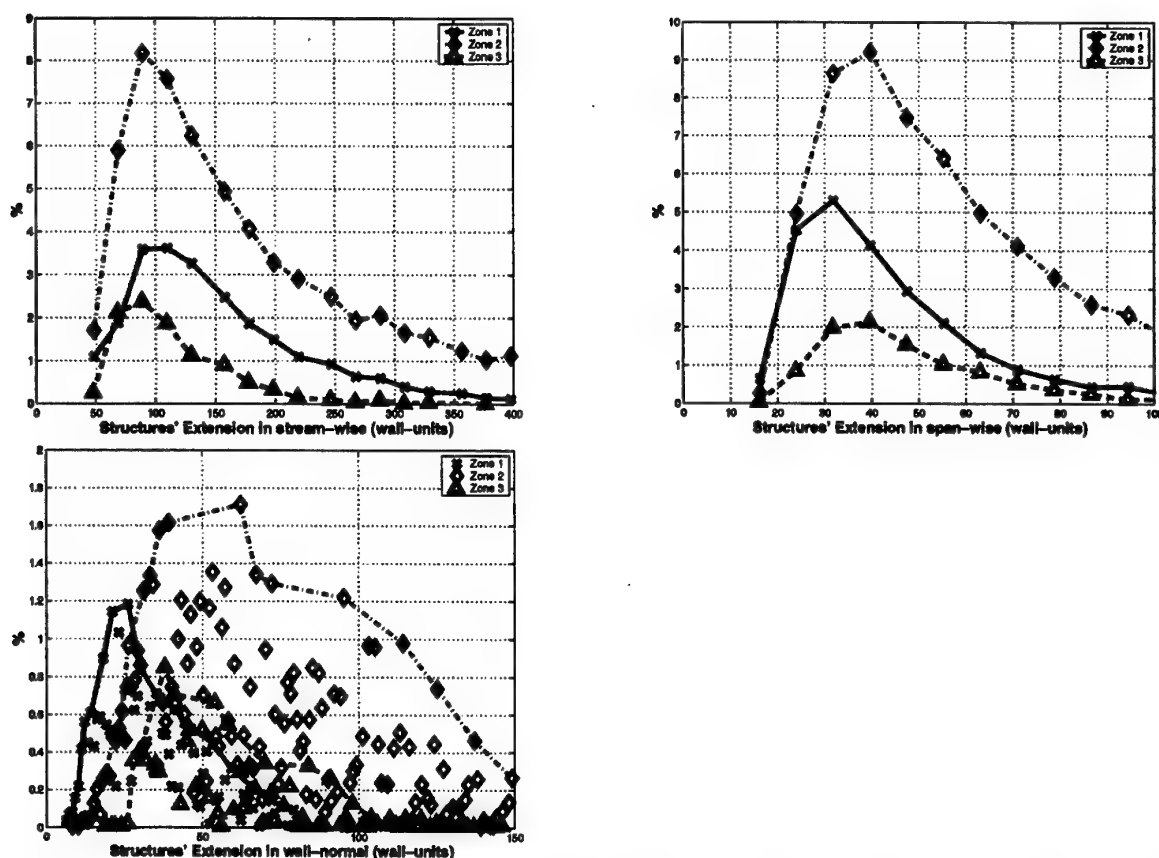 9
8
7
6
5
4
3
2
1
0
%
0 50 100 150 200 250 300 350 400
Structures' Extension in stream–wise (wall–units)
Zone 1
Zone 2
Zone 3
10
9
8
7
6
5
4
3
2
1
0
%
0 10 20 30 40 50 60 70 80 90 100
Structures' Extension in span–wise (wall–units)
Zone 1
Zone 2
Zone 3
2
1.8
1.6
1.4
1.2
1
0.8
0.6
0.4
0.2
0
%
0 50 100 150
Structures' Extension in wall–normal (wall–units)
Zone 1
Zone 2
Zone 3